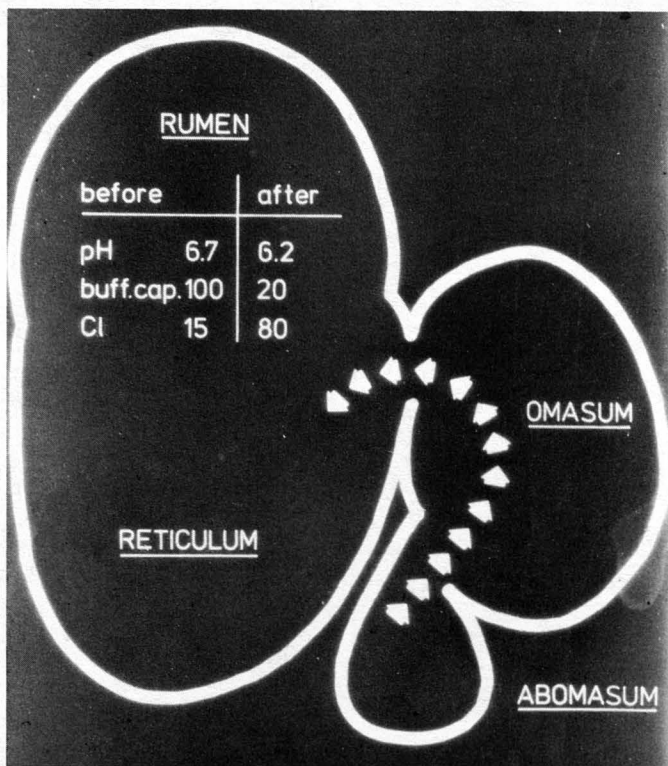 RUMEN
before after
pH 6.7 6.2
buff.cap. 100 20
Cl 15 80
OMASUM
RETICULUM
ABOMASUM